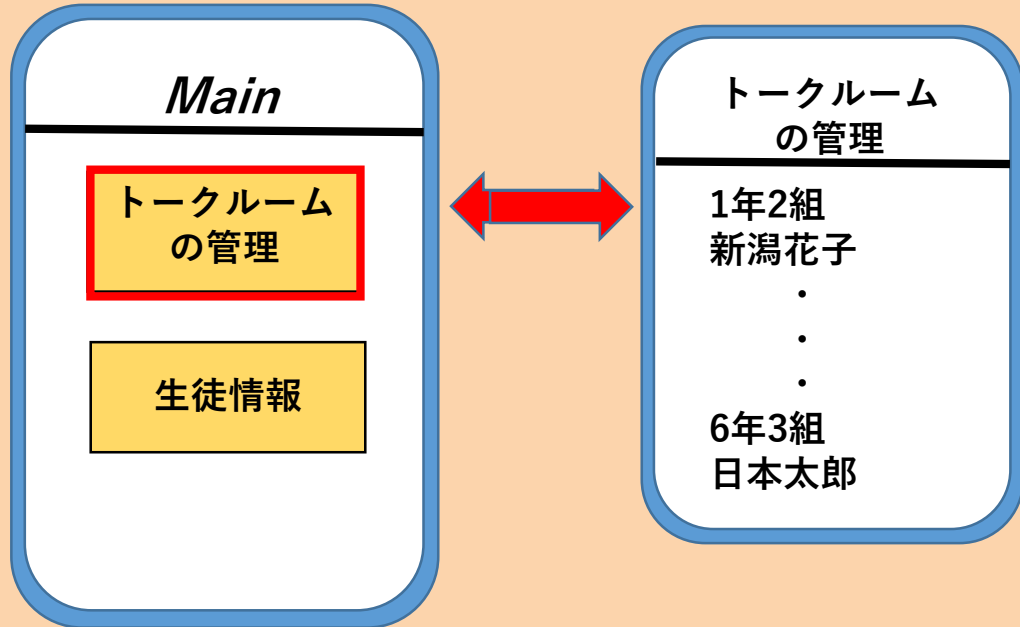 Main
トークルーム
の管理
生徒情報
トークルーム
の管理
1年2組
新潟花子
・
・
・
6年3組
日本太郎